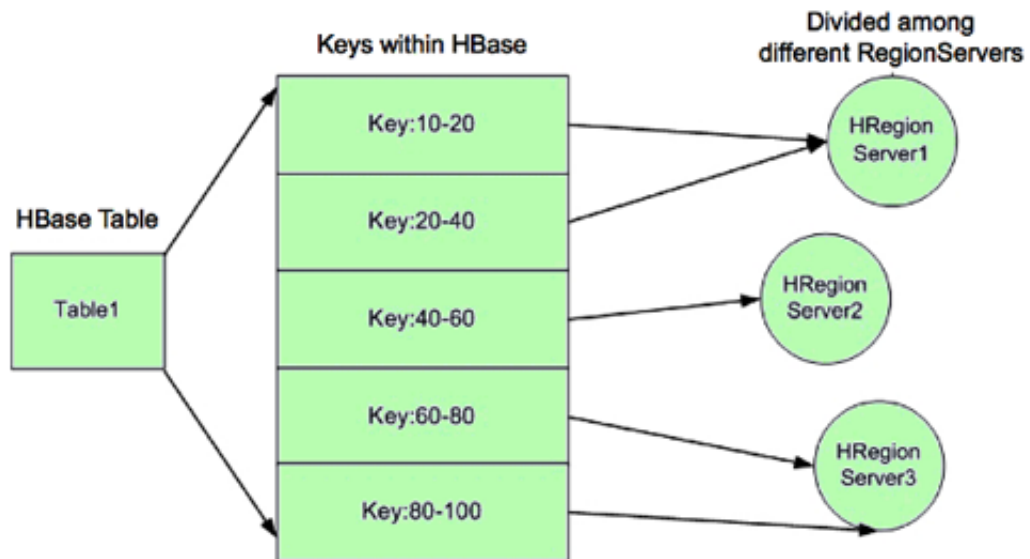 Divided among
different RegionServers
Keys within HBase
Key:10-20
HRegion
Server1
Key:20-40
HBase Table
Table1
Key:40-60
HRegion
Server2
Key:60-80
HRegion
Server3
Key:80-100